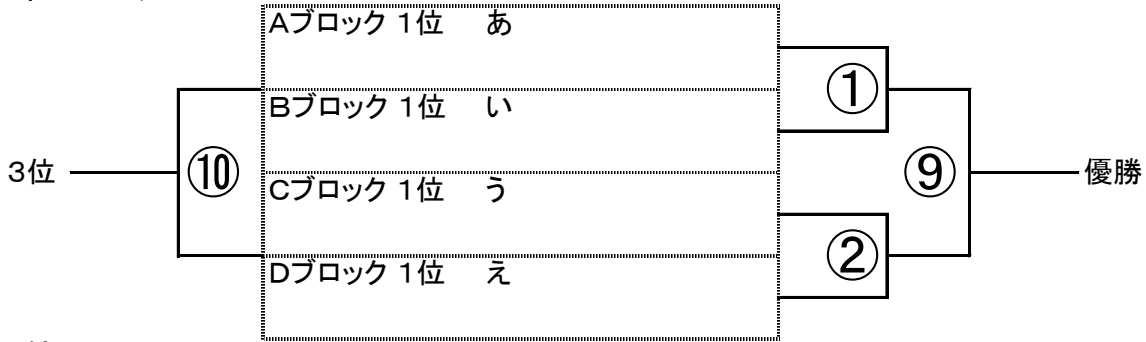 Aブロック 1位 あ
①
Bブロック 1位 い
3位 ⑩ ⑨ 優勝
Cブロック 1位 う
②
Dブロック 1位 え